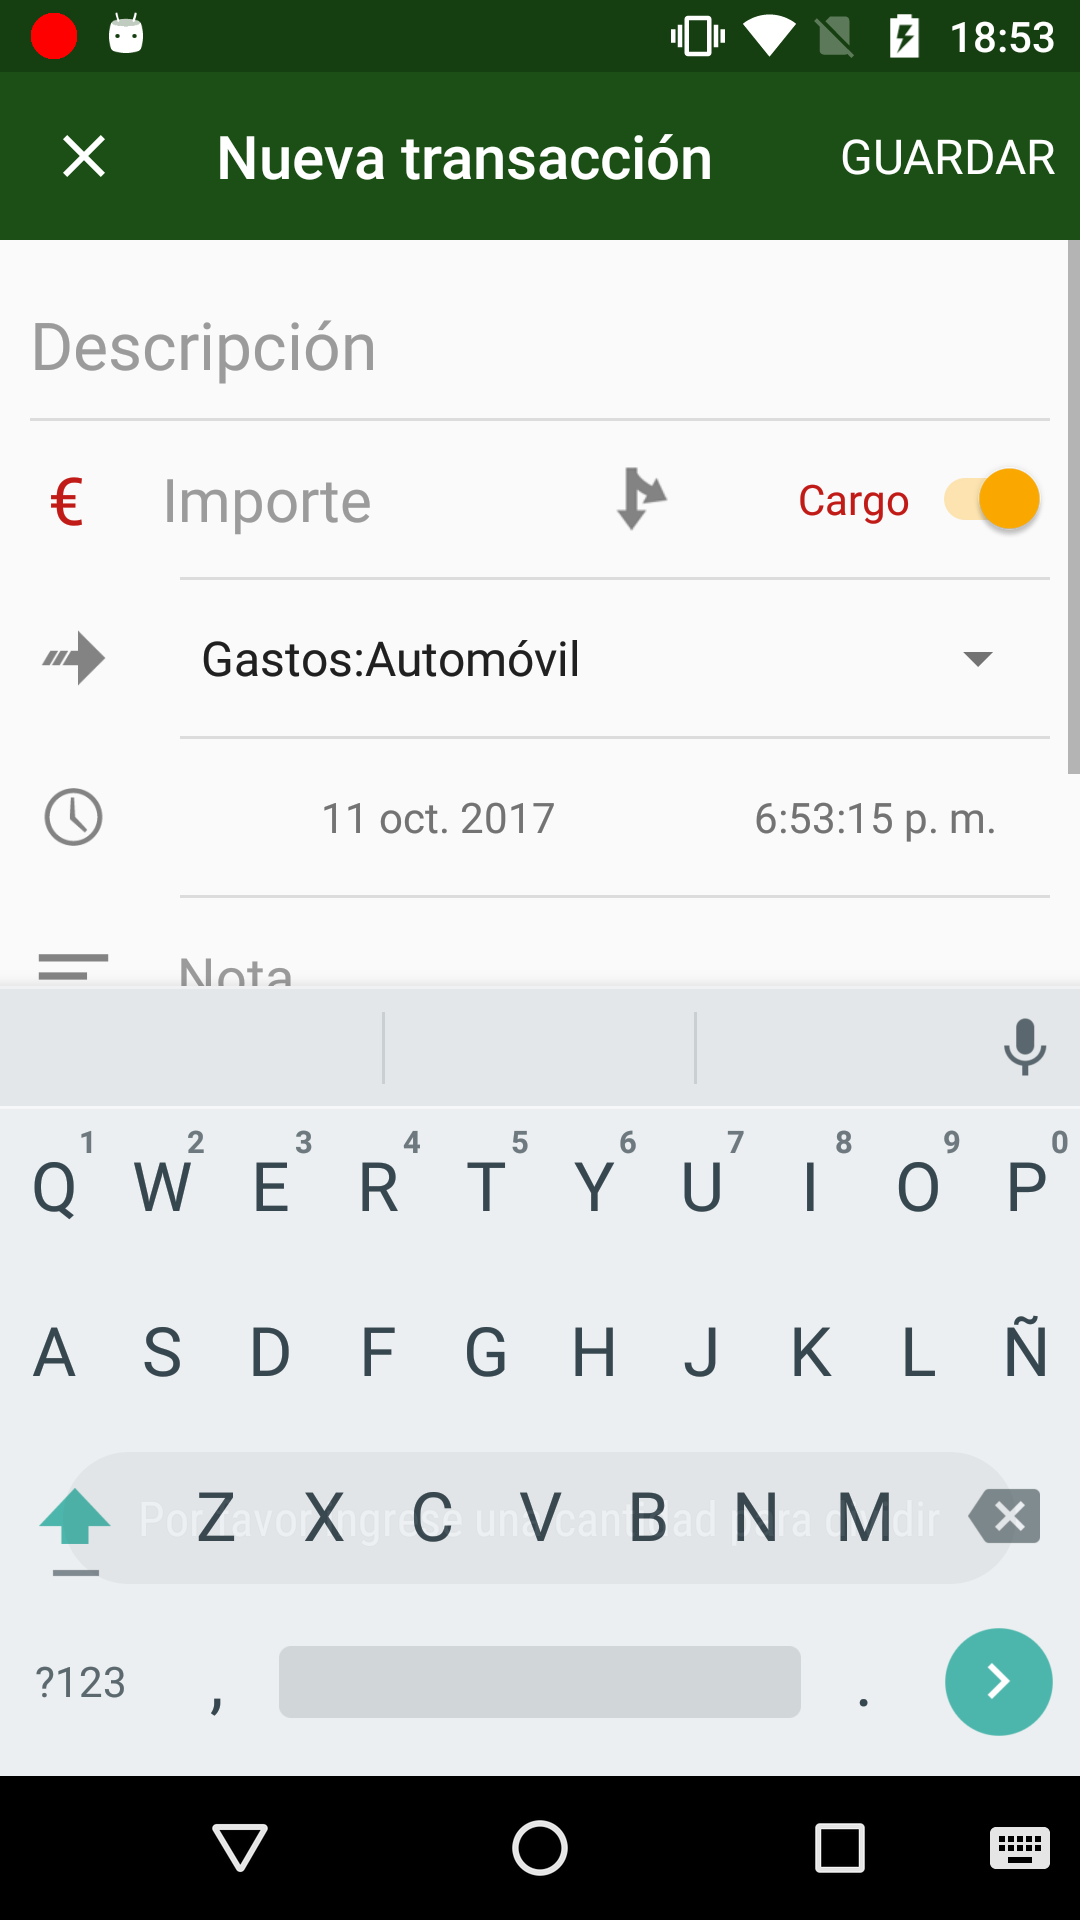 18:53
Nueva transacción GUARDAR
Descripción
€ Importe Cargo
Gastos:Automóvil
11 oct. 2017 6:53:15 p. m.
Nota
1 2 3 4 5 6 7 8 9 0
Q W E R T Y U I O P
A S D F G H J K L Ñ
Por favor ingrese una cantidad para dividir
Z X C V B N M
?123 , .